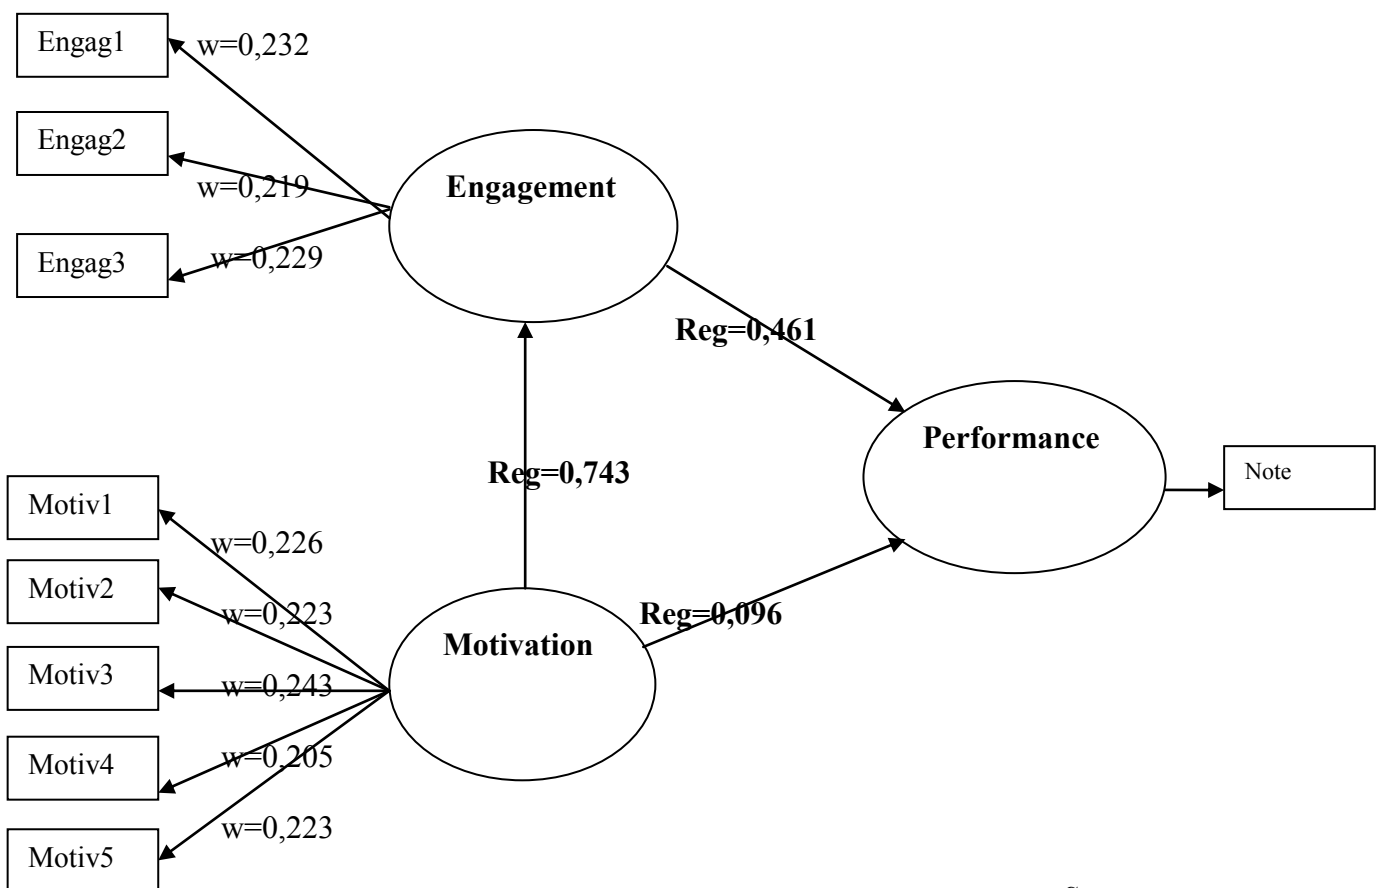 Engag1
w=0,232
Engag2
w=0,219
Engag3
w=0,229
Engagement
Reg=0,461
Performance
Note
Reg=0,743
Motiv1
w=0,226
Motiv2
w=0,223
Reg=0,096
Motivation
Motiv3
w=0,243
Motiv4
w=0,205
Motiv5
w=0,223